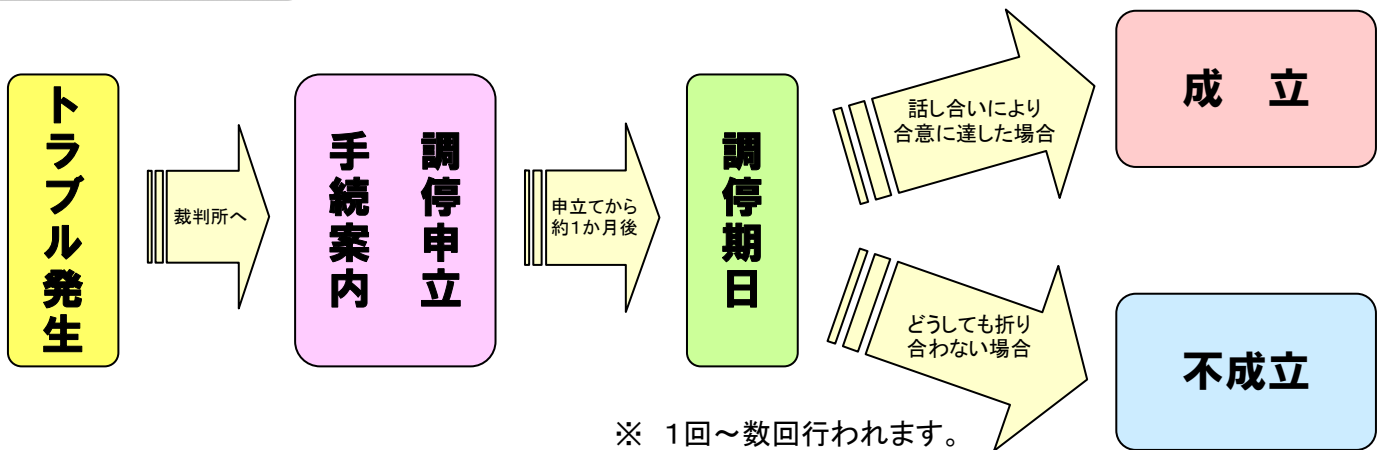 トラブル発生
裁判所へ
調停申立
手続案内
申立てから
約1か月後
調停期日
話し合いにより
合意に達した場合
成　立
どうしても折り
合わない場合
不成立
※　1回～数回行われます。